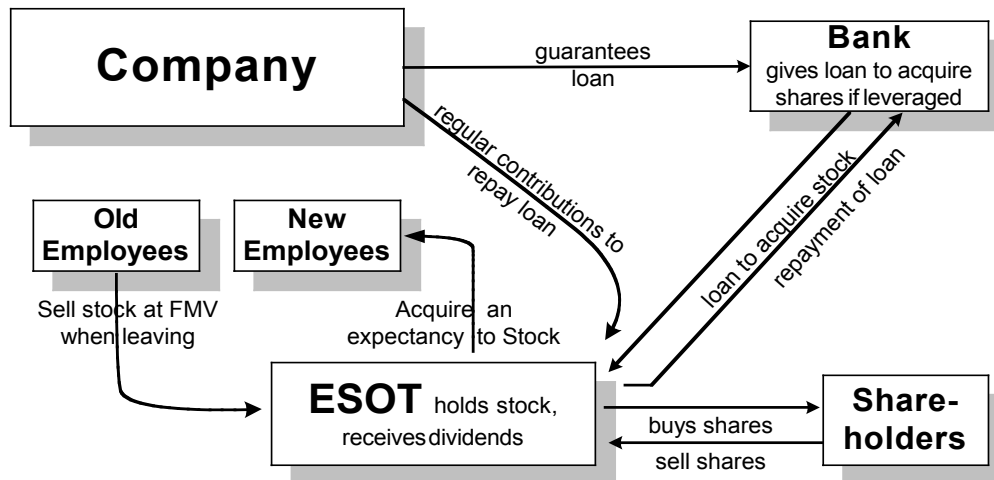 Company
guarantees
loan
Bank
gives loan to acquire
shares if leveraged
regular contributions to
repay loan
loan to acquire stock
repayment of loan
Old
Employees
New
Employees
Sell stock at FMV
when leaving
Acquire an
expectancy to Stock
ESOT holds stock,
receives dividends
buys shares
sell shares
Share-
holders